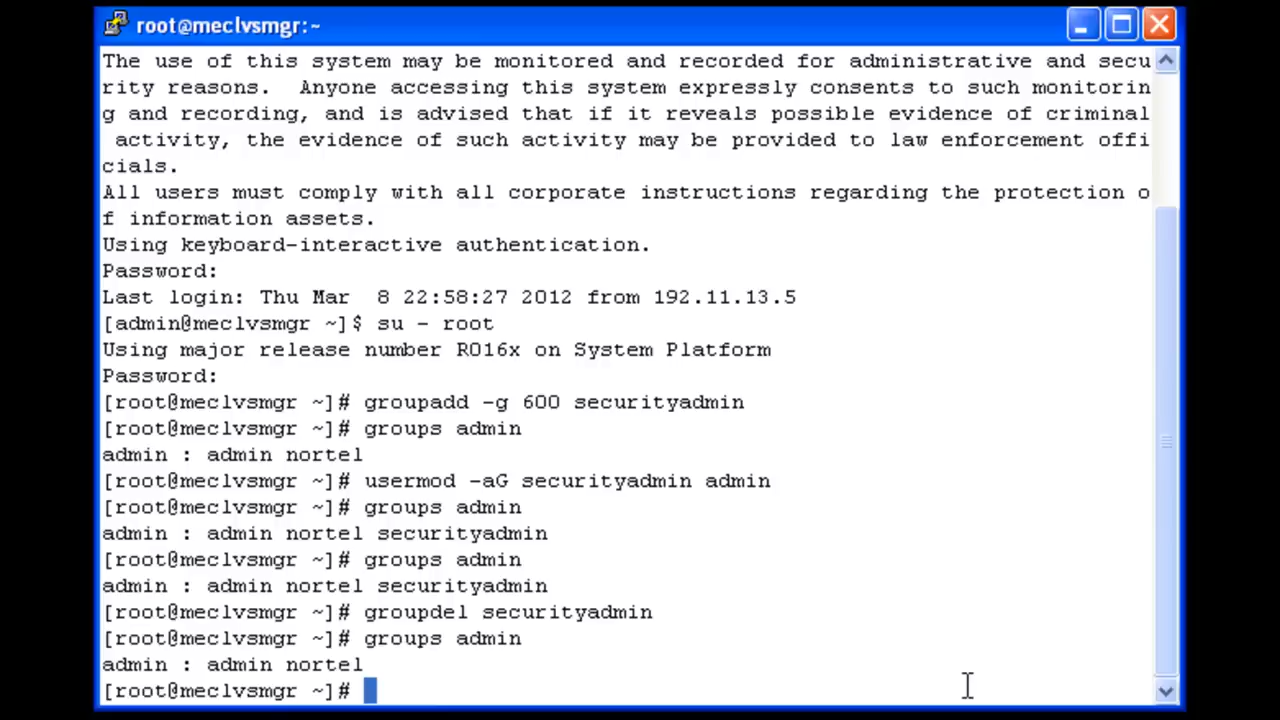 root@meclvsmgr:~
The use of this system may be monitored and recorded for administrative and secu
rity reasons.  Anyone accessing this system expressly consents to such monitorin
g and recording, and is advised that if it reveals possible evidence of criminal
 activity, the evidence of such activity may be provided to law enforcement offi
cials.
All users must comply with all corporate instructions regarding the protection o
f information assets.
Using keyboard-interactive authentication.
Password:
Last login: Thu Mar  8 22:58:27 2012 from 192.11.13.5
[admin@meclvsmgr ~]$ su - root
Using major release number R016x on System Platform
Password:
[root@meclvsmgr ~]# groupadd -g 600 securityadmin
[root@meclvsmgr ~]# groups admin
admin : admin nortel
[root@meclvsmgr ~]# usermod -aG securityadmin admin
[root@meclvsmgr ~]# groups admin
admin : admin nortel securityadmin
[root@meclvsmgr ~]# groups admin
admin : admin nortel securityadmin
[root@meclvsmgr ~]# groupdel securityadmin
[root@meclvsmgr ~]# groups admin
admin : admin nortel
[root@meclvsmgr ~]#